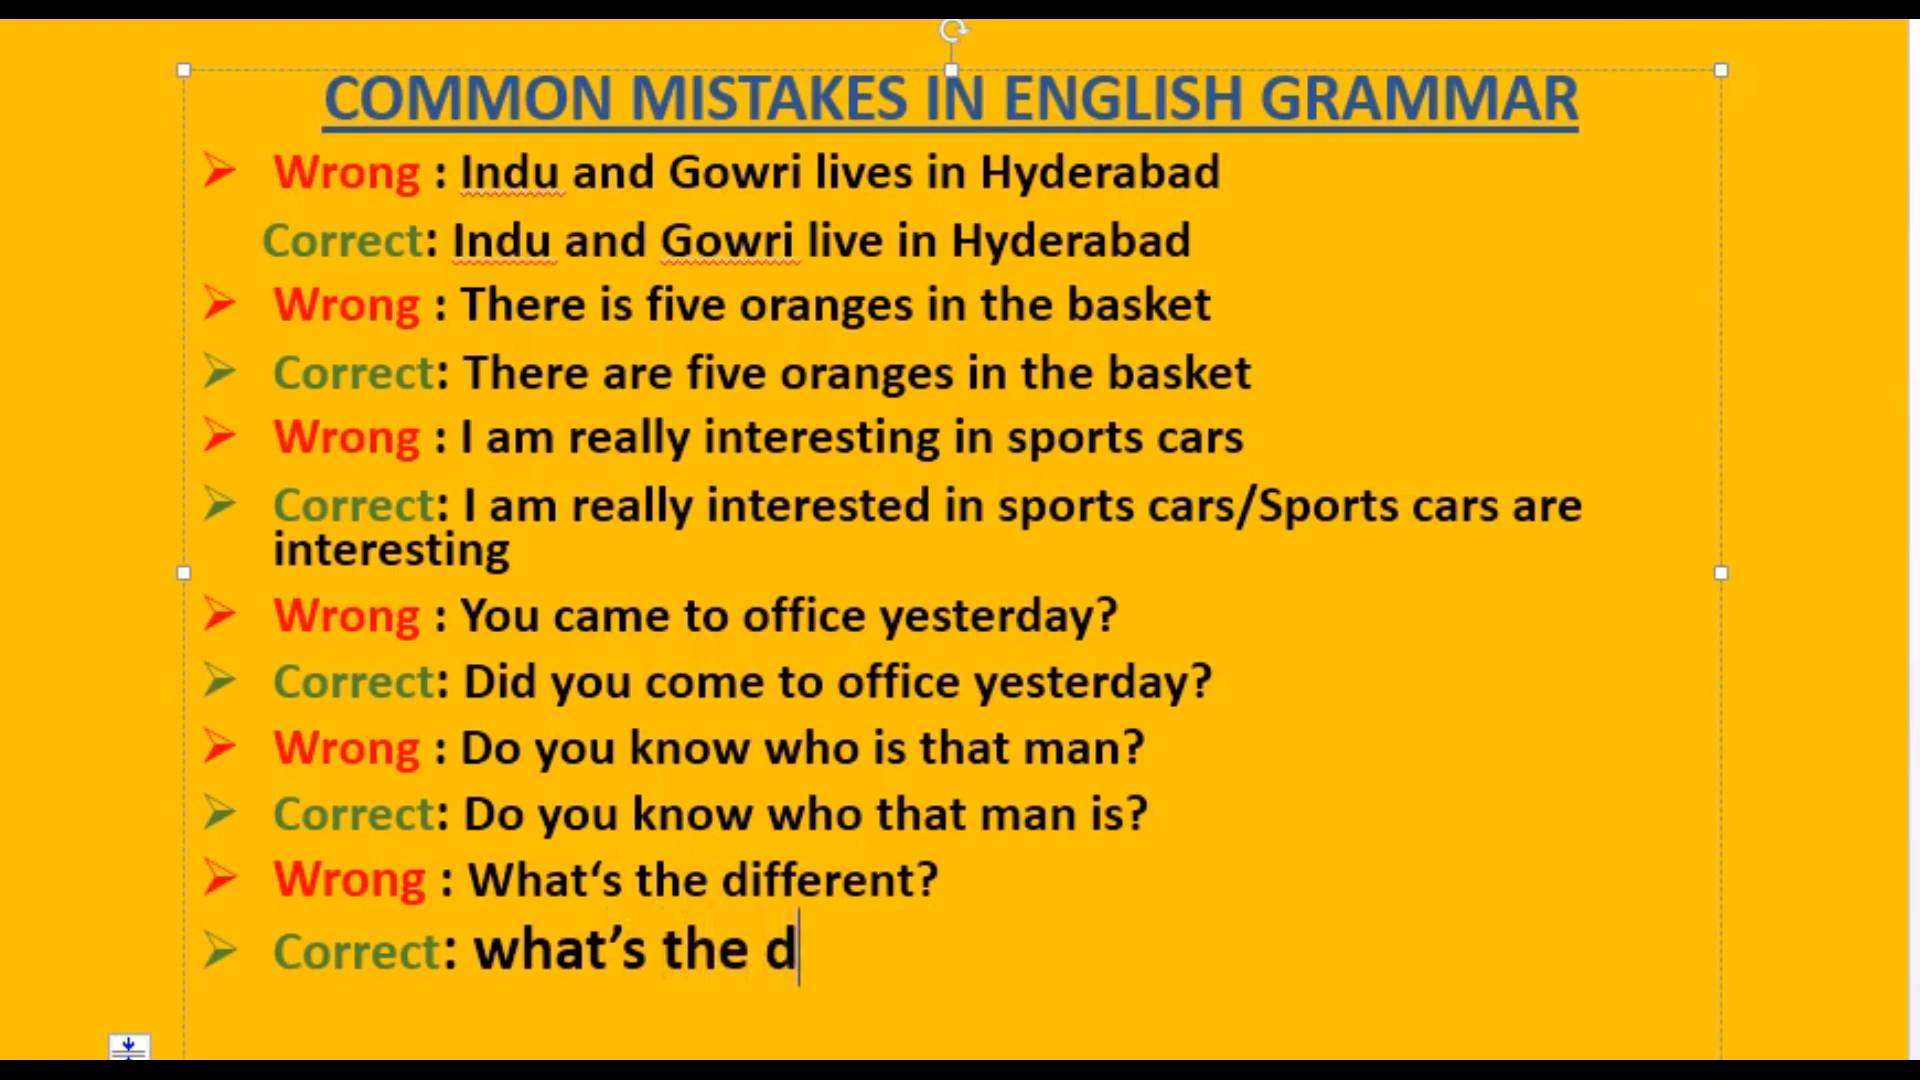 COMMON MISTAKES IN ENGLISH GRAMMAR
➢ Wrong : Indu and Gowri lives in Hyderabad
Correct: Indu and Gowri live in Hyderabad
➢ Wrong : There is five oranges in the basket
➢ Correct: There are five oranges in the basket
➢ Wrong : I am really interesting in sports cars
➢ Correct: I am really interested in sports cars/Sports cars are
interesting
➢ Wrong : You came to office yesterday?
➢ Correct: Did you come to office yesterday?
➢ Wrong : Do you know who is that man?
➢ Correct: Do you know who that man is?
➢ Wrong : What‘s the different?
➢ Correct: what’s the d